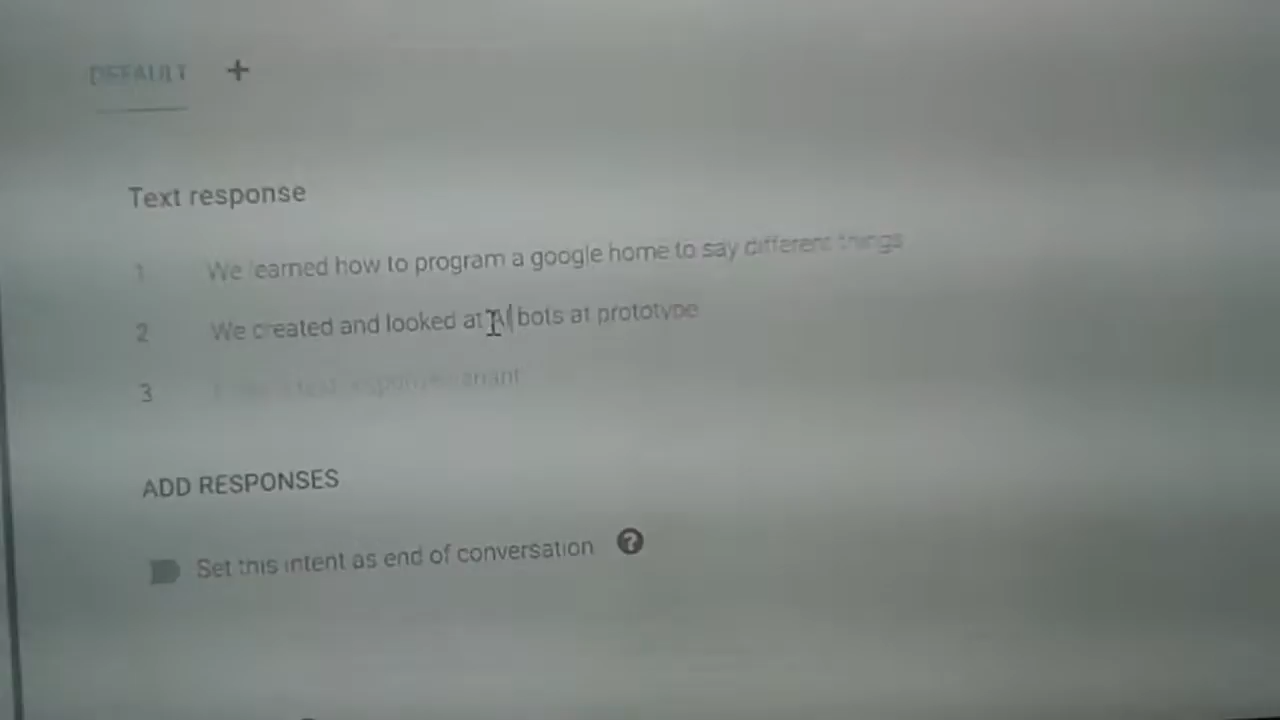 DEFAULT +
Text response
1 We learned how to program a google home to say different things
2 We created and looked at AI bots at prototype
3 variant
ADD RESPONSES
Set this intent as end of conversation ?